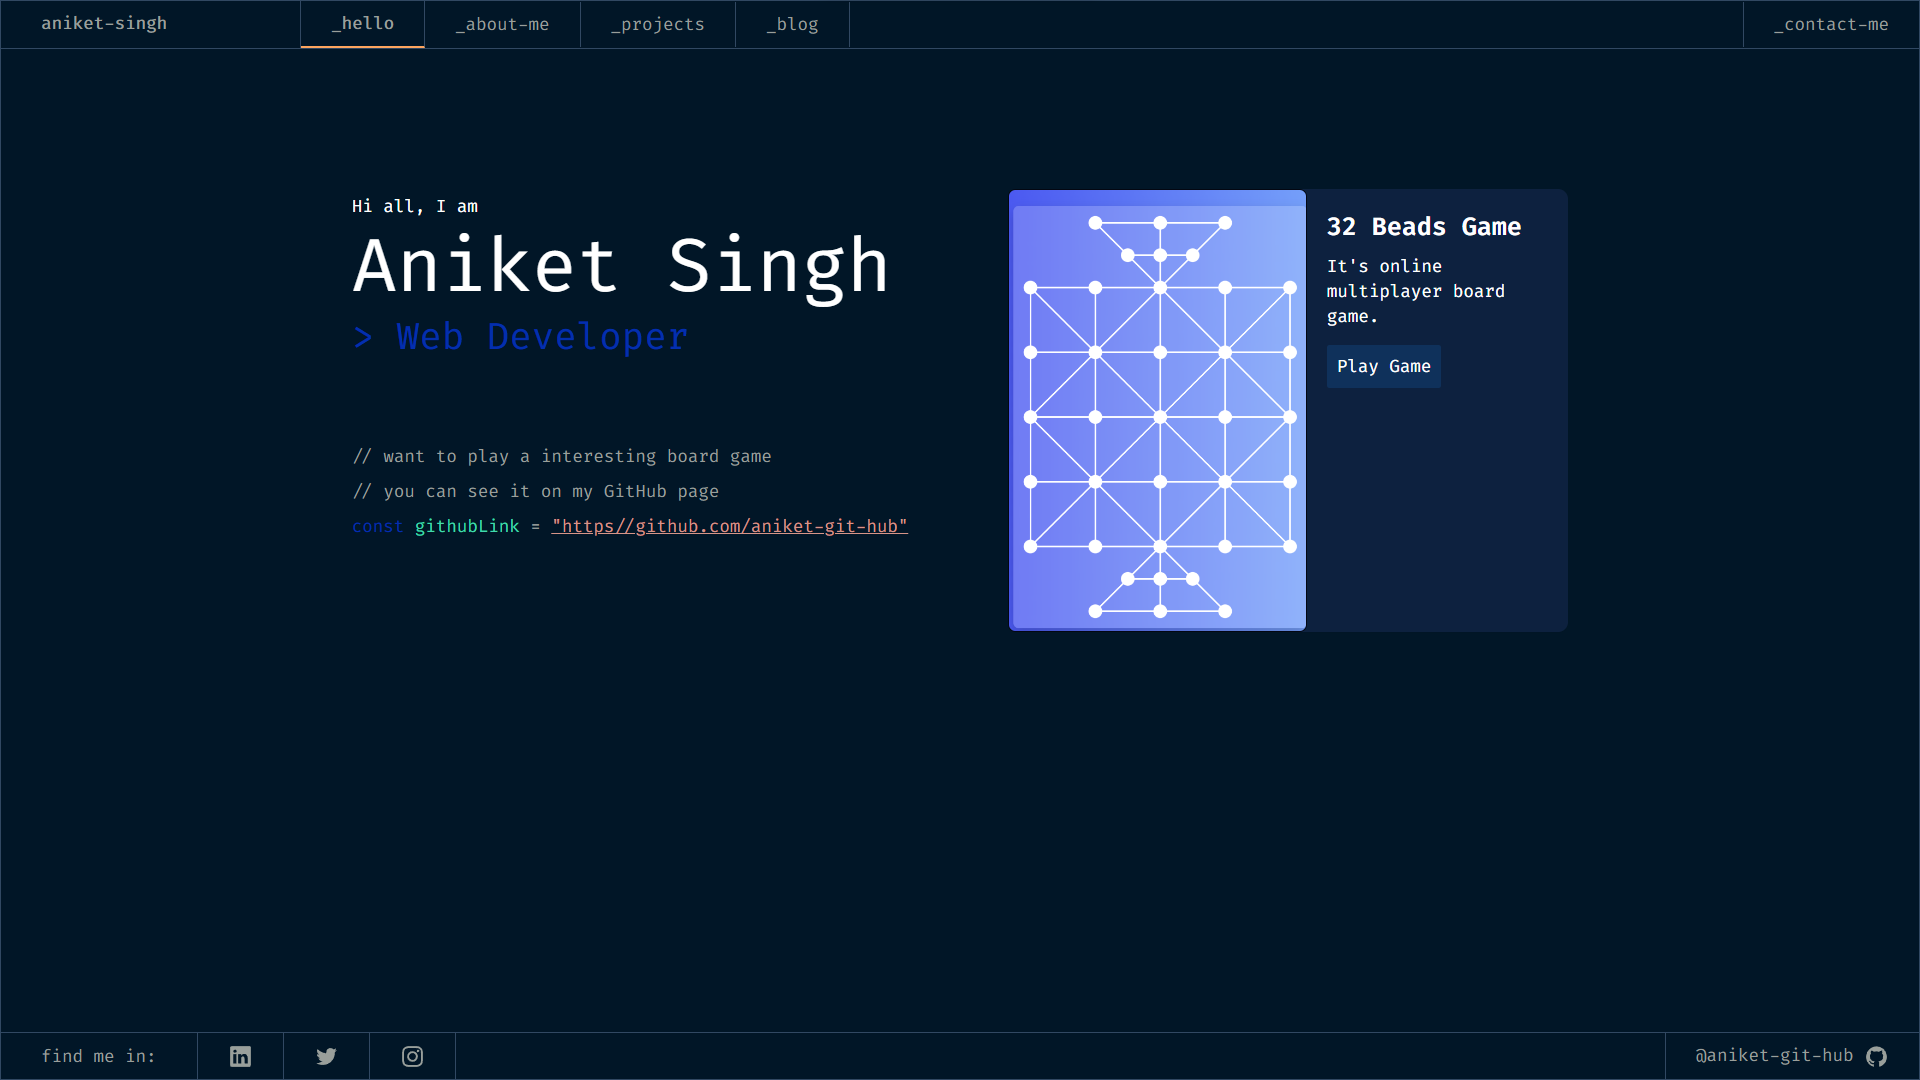 aniket-singh
_hello
_about-me
_projects
_blog
_contact-me
Hi all, I am
Aniket Singh
> Web Developer
// want to play a interesting board game
// you can see it on my GitHub page
const githubLink = "https//github.com/aniket-git-hub"
32 Beads Game
It's online
multiplayer board
game.
Play Game
find me in:
@aniket-git-hub